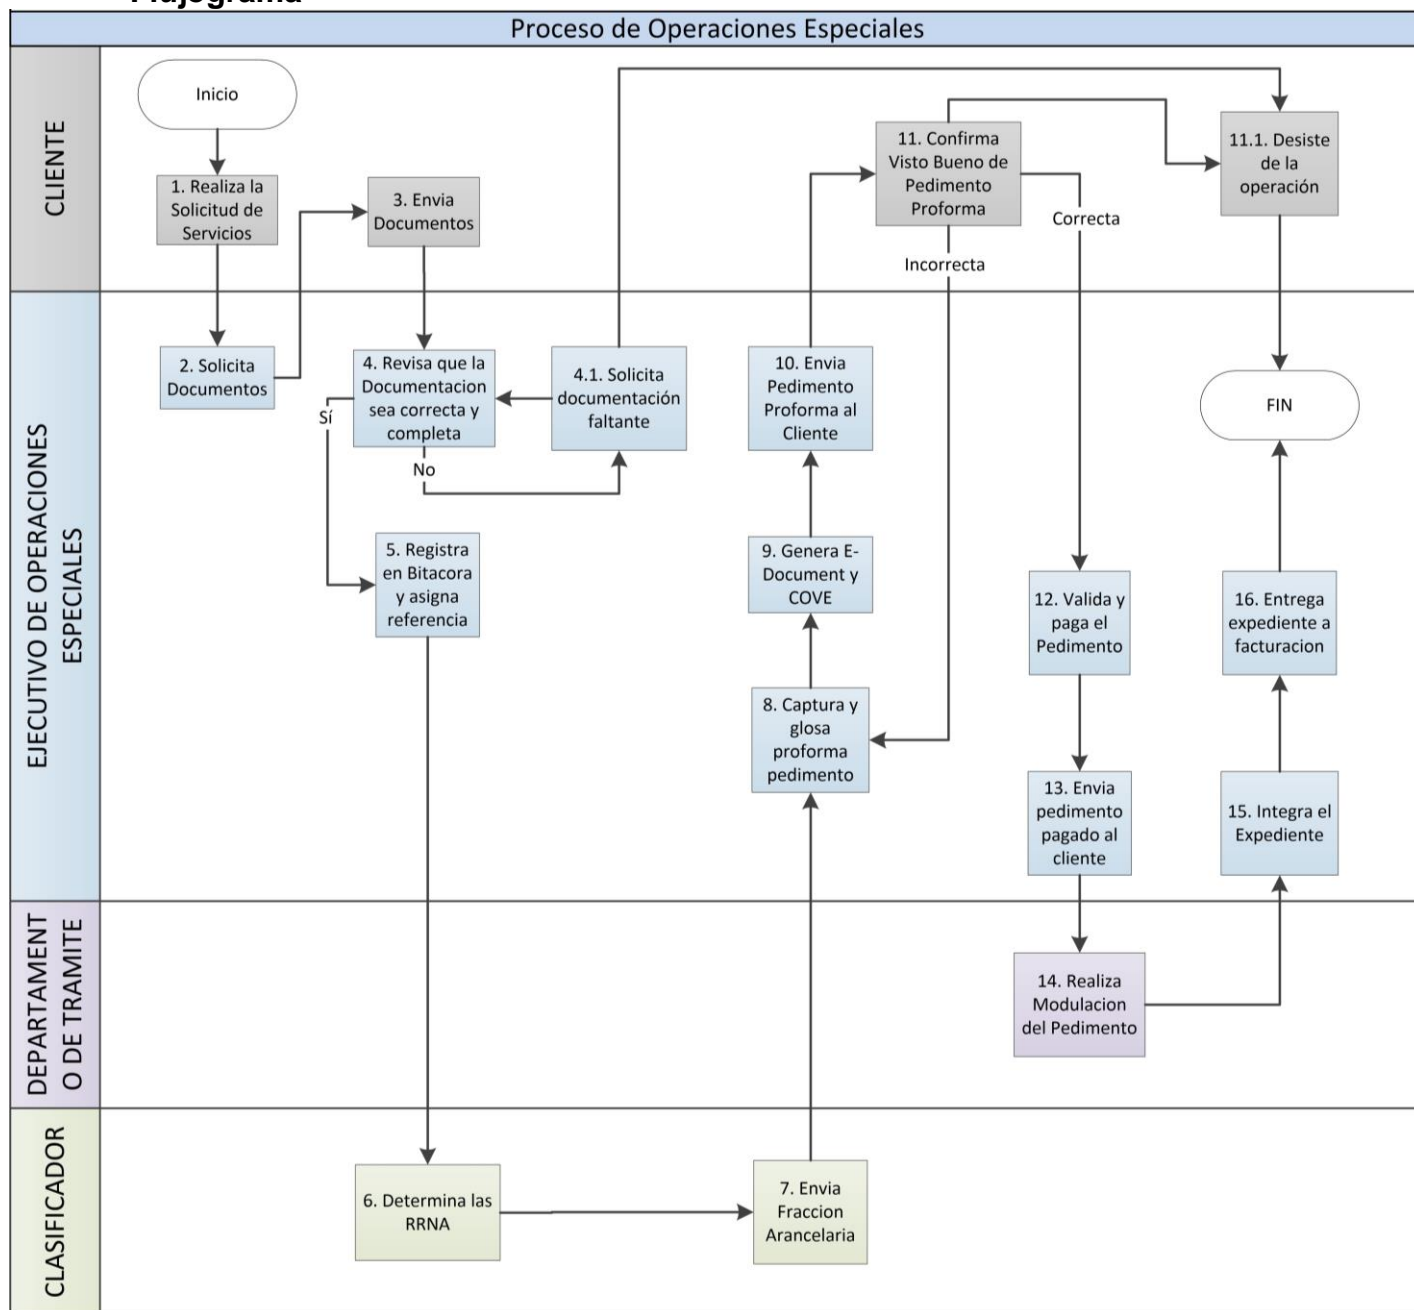 Flujograma
Proceso de Operaciones Especiales
CLIENTE
Inicio
1. Realiza la
Solicitud de
Servicios
3. Envia
Documentos
11. Confirma
Visto Bueno de
Pedimento
Proforma
11.1. Desiste
de la
operación
Correcta
Incorrecta
EJECUTIVO DE OPERACIONES
ESPECIALES
2. Solicita
Documentos
4. Revisa que la
Documentacion
sea correcta y
completa
Sí
No
4.1. Solicita
documentación
faltante
10. Envia
Pedimento
Proforma al
Cliente
FIN
5. Registra
en Bitacora
y asigna
referencia
9. Genera E-
Document y
COVE
12. Valida y
paga el
Pedimento
16. Entrega
expediente a
facturacion
8. Captura y
glosa
proforma
pedimento
13. Envia
pedimento
pagado al
cliente
15. Integra el
Expediente
DEPARTAMENT
O DE TRAMITE
14. Realiza
Modulacion
del Pedimento
CLASIFICADOR
6. Determina las
RRNA
7. Envia
Fraccion
Arancelaria